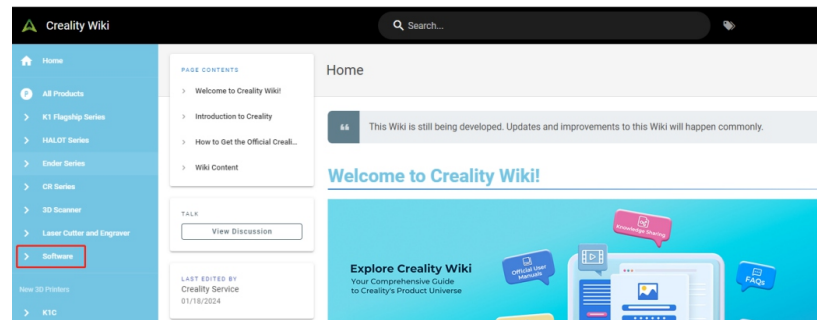 Creality Wiki
Search...
Home
All Products
K1 Flagship Series
HALOT Series
Ender Series
CR Series
3D Scanner
Laser Cutter and Engraver
Software
New 3D Printers
K1C
PAGE CONTENTS
Welcome to Creality Wiki!
Introduction to Creality
How to Get the Official Creali...
Wiki Content
TALK
View Discussion
LAST EDITED BY
Creality Service
01/18/2024
Home
This Wiki is still being developed. Updates and improvements to this Wiki will happen commonly.
Welcome to Creality Wiki!
Explore Creality Wiki
Your Comprehensive Guide
to Creality's Product Universe
Official User
Manuals
Knowledge Sharing
FAQs